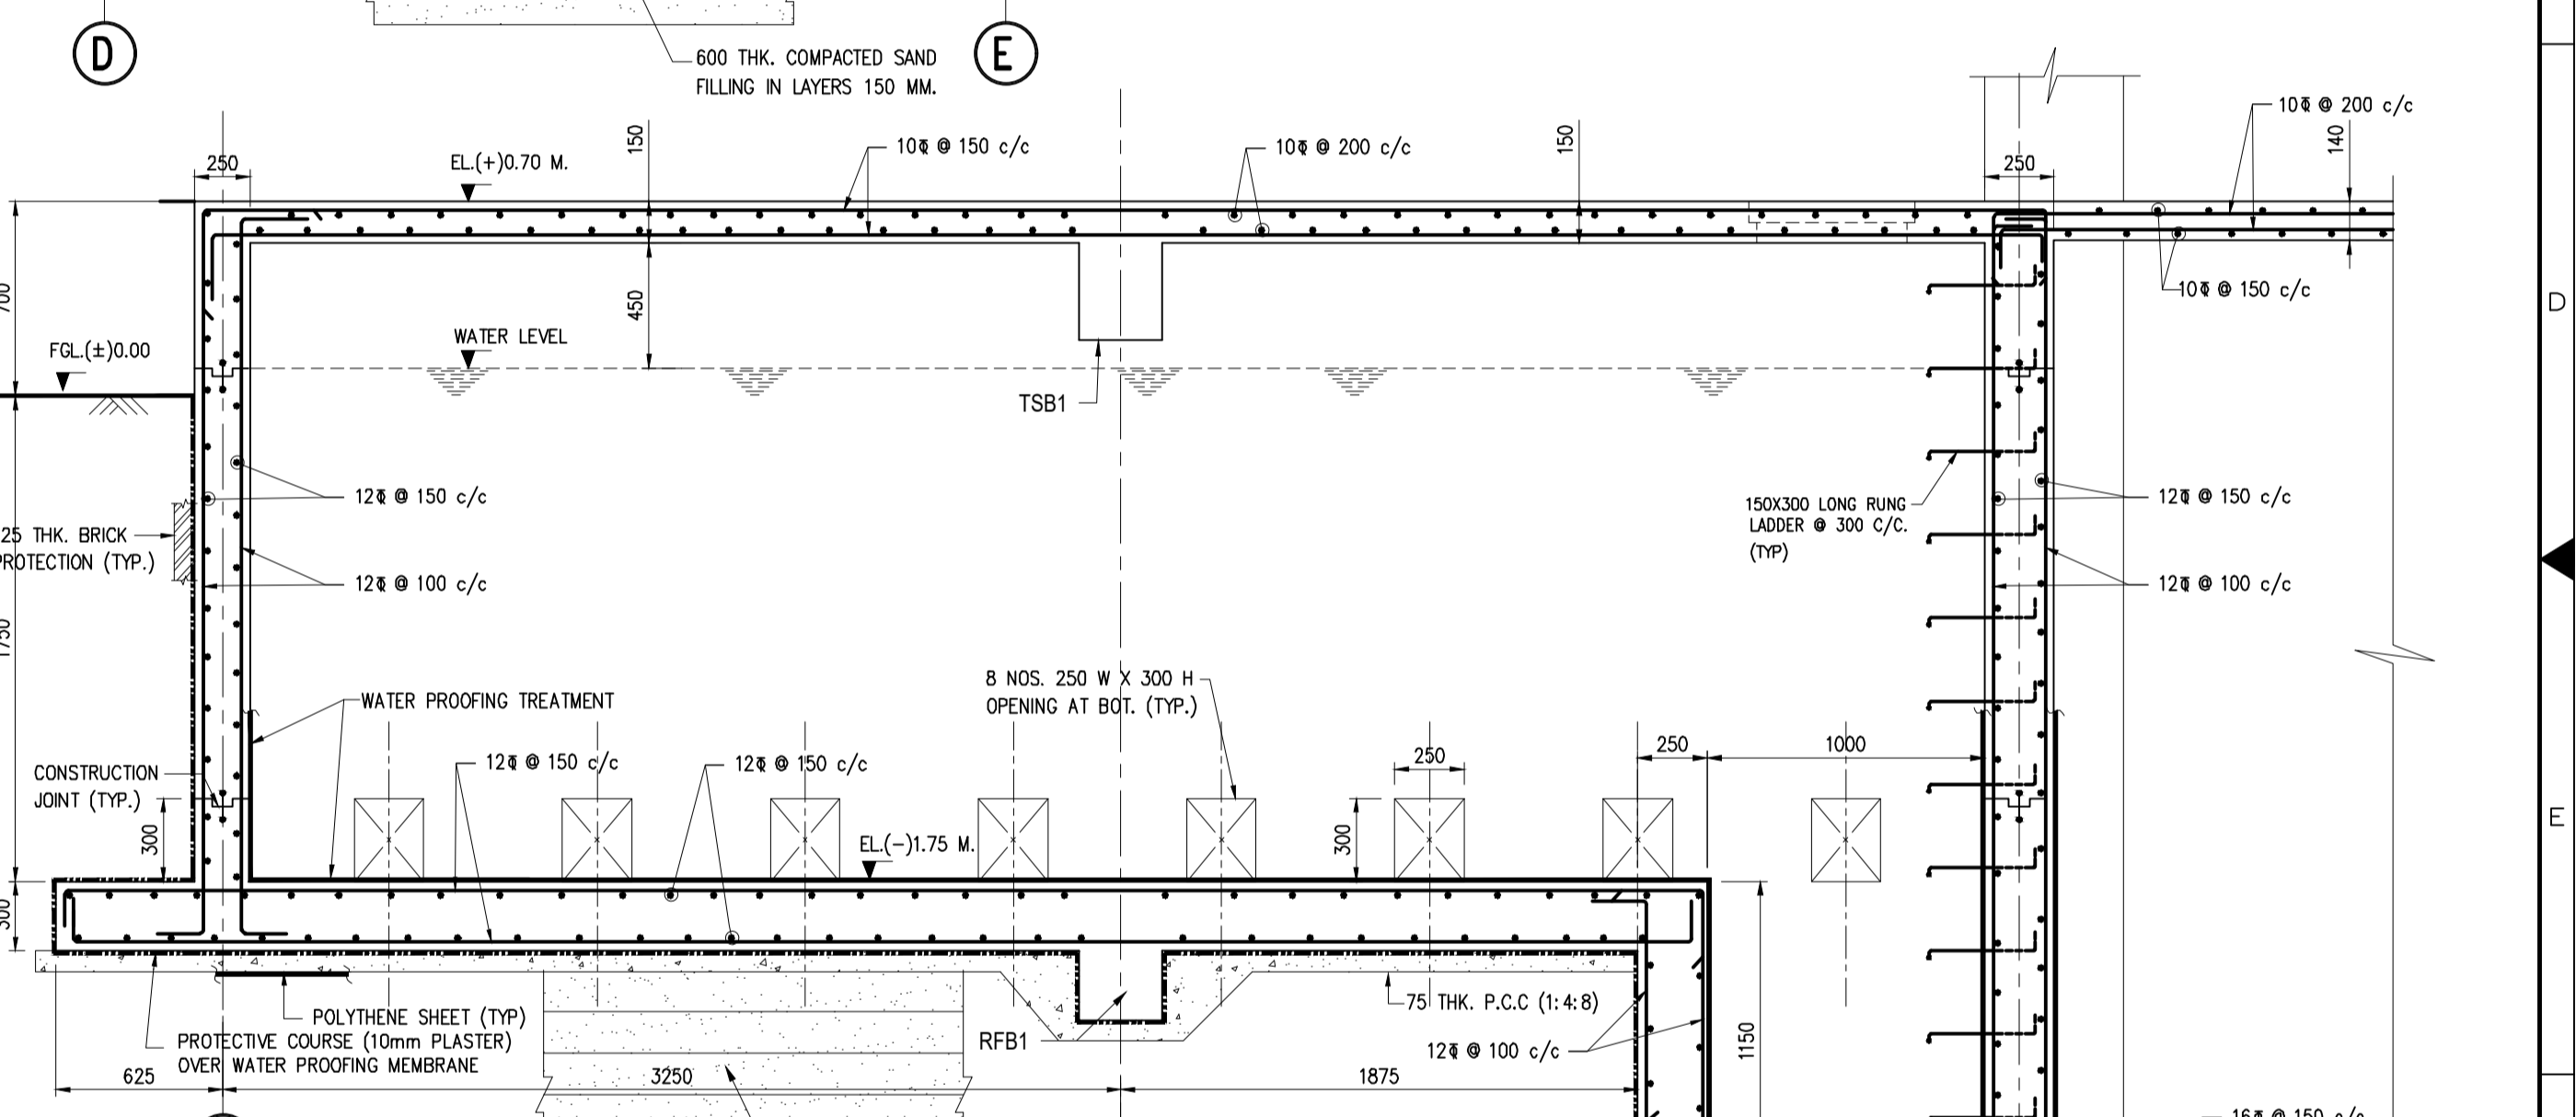 D
E
600 THK. COMPACTED SAND
FILLING IN LAYERS 150 MM.
250
EL.(+)0.70 M.
150
10Φ @ 150 c/c
10Φ @ 200 c/c
150
250
10Φ @ 200 c/c
140
700
450
10Φ @ 150 c/c
D
FGL.(±)0.00
WATER LEVEL
TSB1
12Φ @ 150 c/c
25 THK. BRICK
PROTECTION (TYP.)
12Φ @ 100 c/c
150X300 LONG RUNG
LADDER @ 300 C/C.
(TYP)
12Φ @ 150 c/c
12Φ @ 100 c/c
1750
WATER PROOFING TREATMENT
8 NOS. 250 W X 300 H
OPENING AT BOT. (TYP.)
CONSTRUCTION
JOINT (TYP.)
12Φ @ 150 c/c
12Φ @ 150 c/c
250
250
1000
300
EL.(-)1.75 M.
300
E
300
POLYTHENE SHEET (TYP)
PROTECTIVE COURSE (10mm PLASTER)
OVER WATER PROOFING MEMBRANE
RFB1
75 THK. P.C.C (1:4:8)
12Φ @ 100 c/c
1150
625
3250
1875
16Φ @ 150 c/c